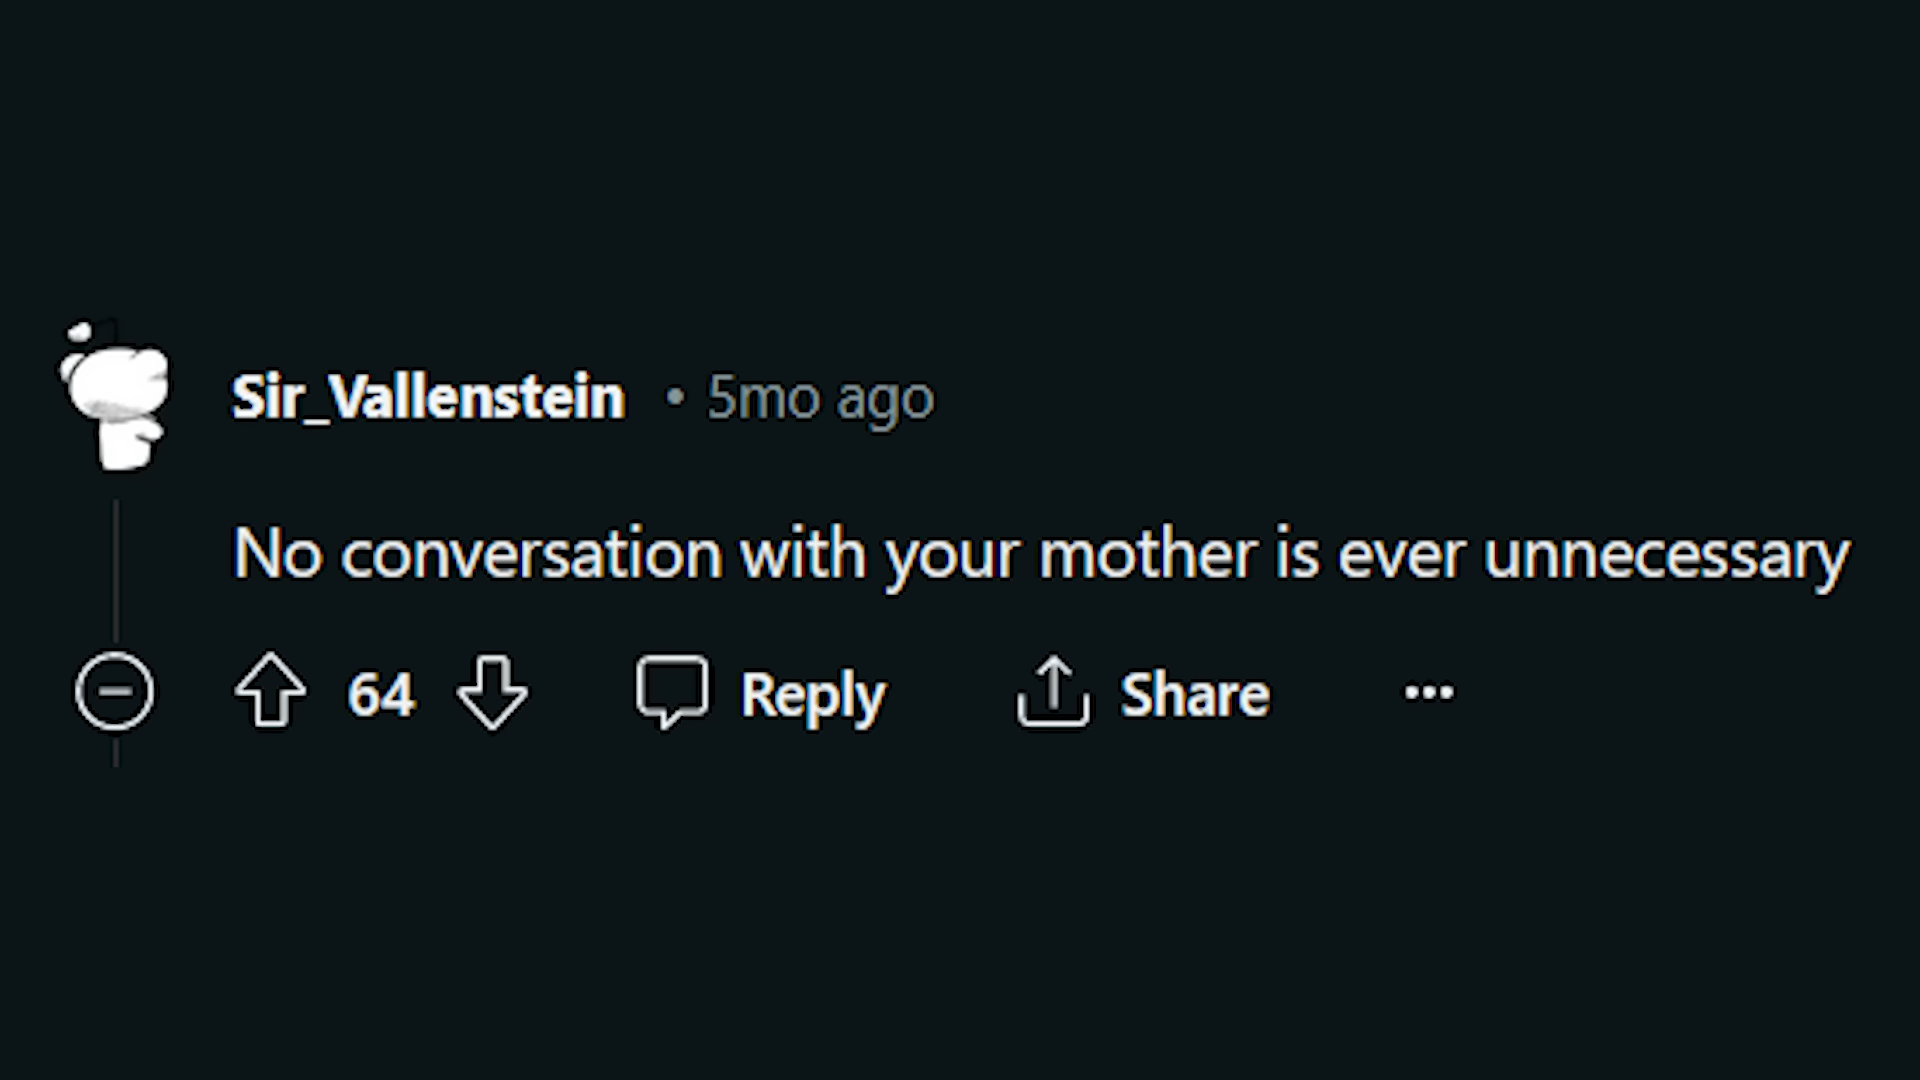 Sir_Vallenstein • 5mo ago
No conversation with your mother is ever unnecessary
64 Reply Share ...